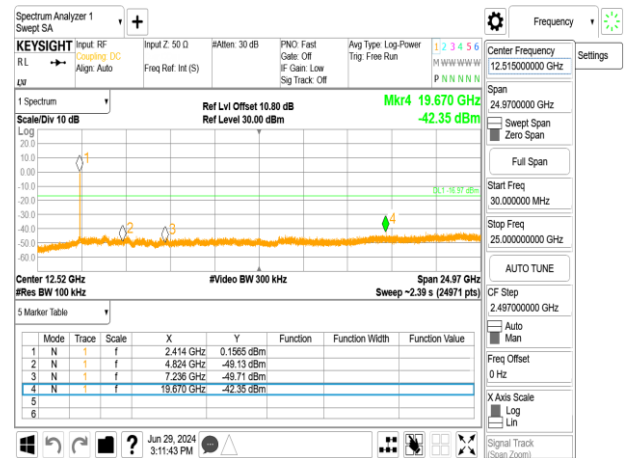 Spectrum Analyzer 1
Swept SA
Frequency
KEYSIGHT
Input: RF
Coupling: DC
Align: Auto
Input Z: 50 Ω
Freq Ref: Int (S)
#Atten: 30 dB
PNO: Fast
Gate: Off
IF Gain: Low
Sig Track: Off
Avg Type: Log-Power
Trig: Free Run
1 2 3 4 5 6
M W W W W W
P N N N N N
RL
Settings
1 Spectrum
Scale/Div 10 dB
Ref Lvl Offset 10.80 dB
Ref Level 30.00 dBm
Mkr4 19.670 GHz
-42.35 dBm
Log
20.0
10.0
0.00
-10.0
-20.0
-30.0
-40.0
-50.0
-60.0
1
2
3
4
DL1 -16.97 dBm
Center 12.52 GHz
#Res BW 100 kHz
#Video BW 300 kHz
Span 24.97 GHz
Sweep ~2.39 s (24971 pts)
5 Marker Table
Mode Trace Scale X Y Function Function Width Function Value
1 N 1 f 2.414 GHz 0.1565 dBm
2 N 1 f 4.824 GHz -49.13 dBm
3 N 1 f 7.236 GHz -49.71 dBm
4 N 1 f 19.670 GHz -42.35 dBm
5
6
Jun 29, 2024
3:11:43 PM
?
Center Frequency
12.515000000 GHz
Span
24.9700000 GHz
Swept Span
Zero Span
Full Span
Start Freq
30.000000 MHz
Stop Freq
25.000000000 GHz
AUTO TUNE
CF Step
2.497000000 GHz
Auto
Man
Freq Offset
0 Hz
X Axis Scale
Log
Lin
Signal Track
(Span Zoom)